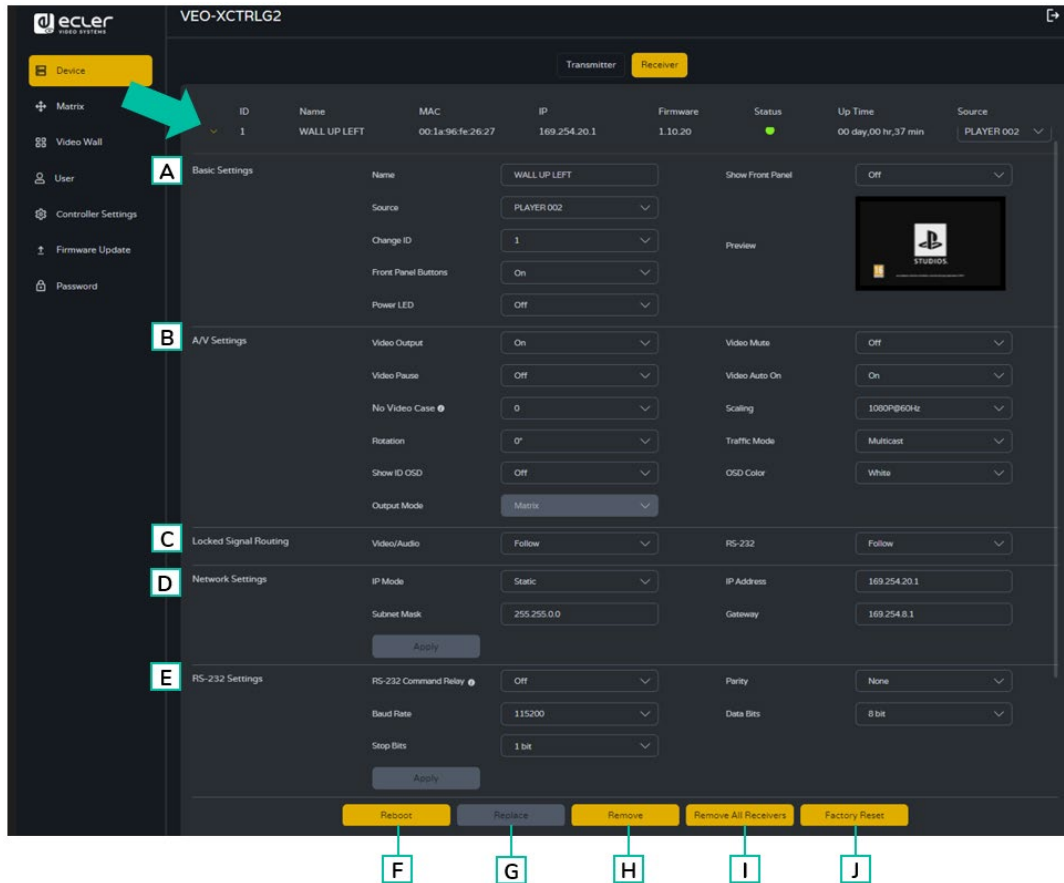 ecler
VIDEO SYSTEMS
VEO-XCTRLG2
Device
Matrix
Video Wall
User
Controller Settings
Firmware Update
Password
Transmitter Receiver
ID Name MAC IP Firmware Status Up Time Source
1 WALL UP LEFT 00:1a:96:fe:26:27 169.254.20.1 1.10.20 00 day,00 hr,37 min PLAYER 002
A Basic Settings Name WALL UP LEFT Show Front Panel Off
Source PLAYER 002
Change ID 1 Preview
STUDIOS.
Front Panel Buttons On
Power LED Off
B A/V Settings Video Output On Video Mute Off
Video Pause Off Video Auto On On
No Video Case 0 Scaling 1080P@60Hz
Rotation 0° Traffic Mode Multicast
Show ID OSD Off OSD Color White
Output Mode Matrix
C Locked Signal Routing Video/Audio Follow RS-232 Follow
D Network Settings IP Mode Static IP Address 169.254.20.1
Subnet Mask 255.255.0.0 Gateway 169.254.8.1
Apply
E RS-232 Settings RS-232 Command Relay Off Parity None
Baud Rate 115200 Data Bits 8 bit
Stop Bits 1 bit
Apply
Reboot Replace Remove Remove All Receivers Factory Reset
F G H I J